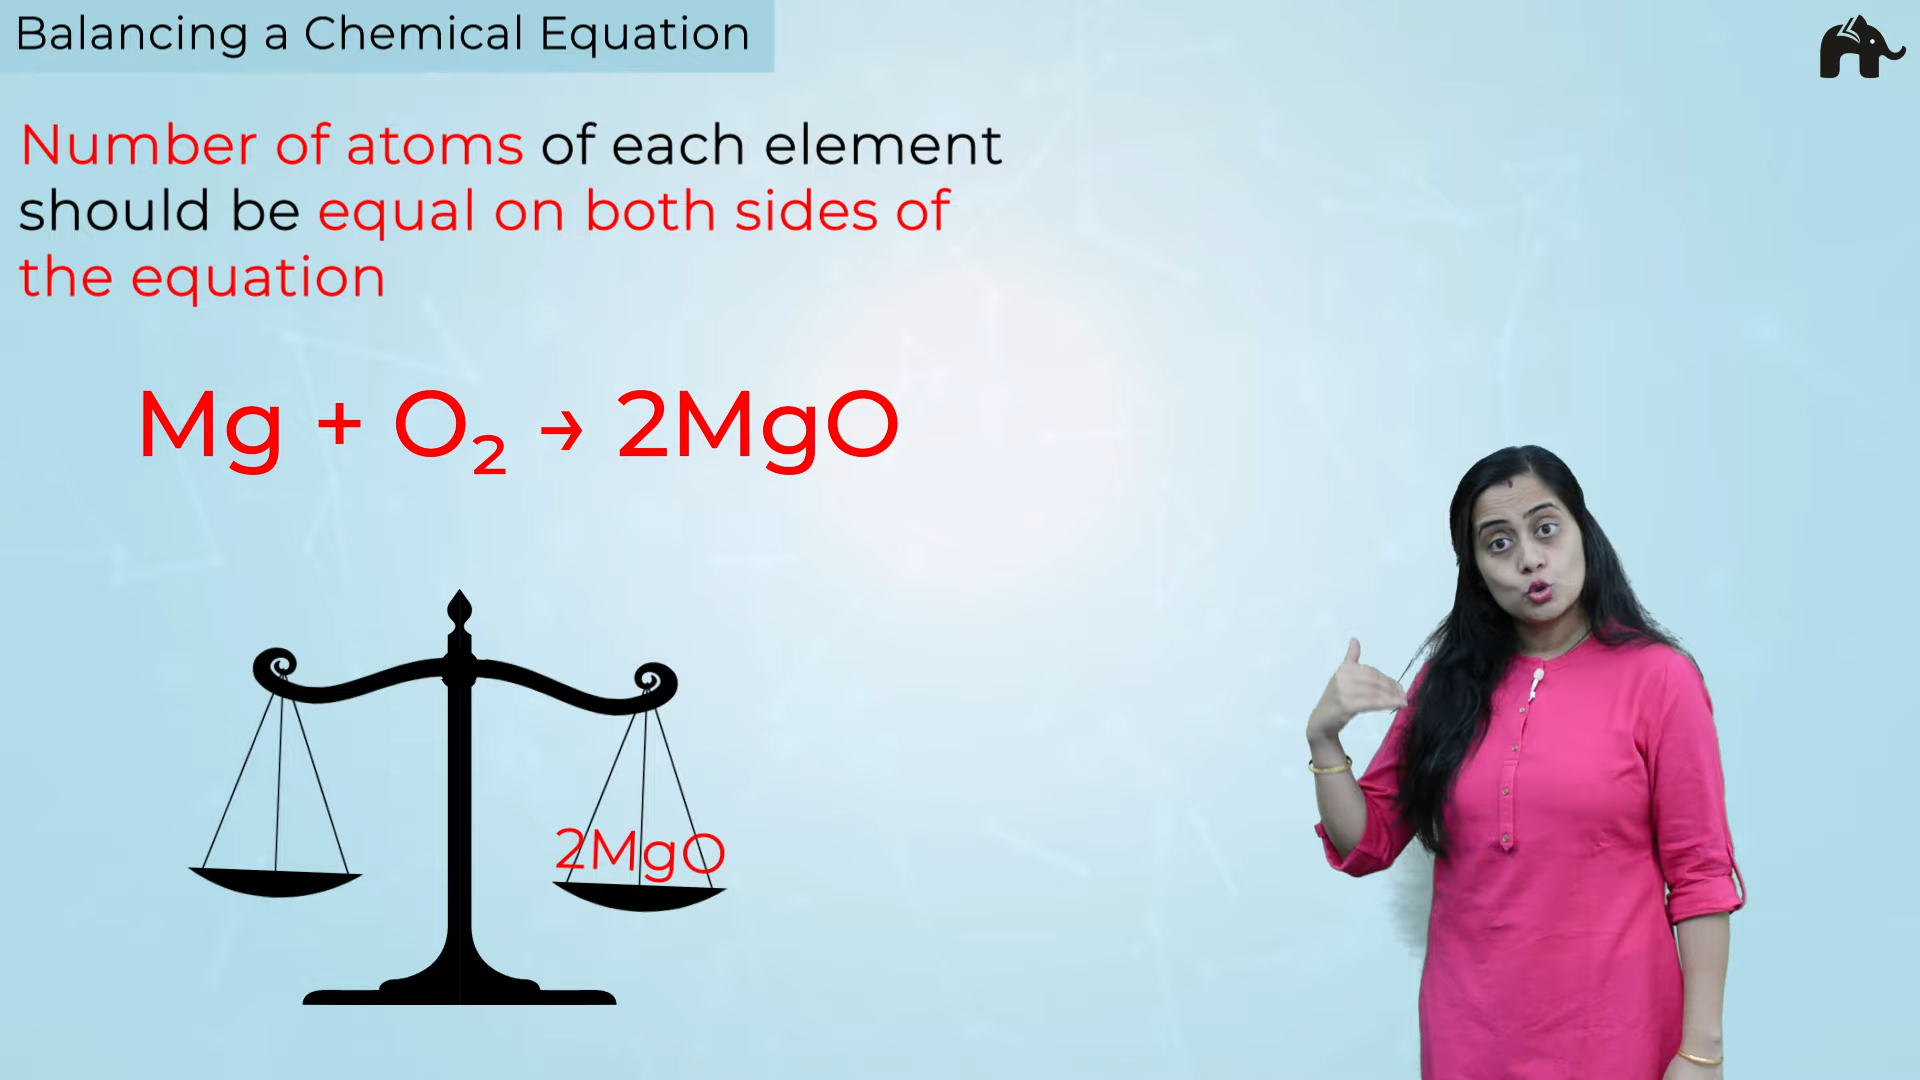 Balancing a Chemical Equation
Number of atoms of each element
should be equal on both sides of
the equation
Mg + O₂ → 2MgO
2MgO